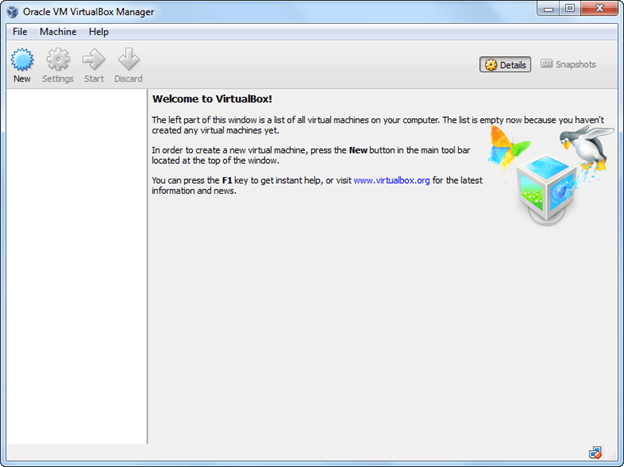 Oracle VM VirtualBox Manager
File Machine Help
New Settings Start Discard
Details Snapshots
Welcome to VirtualBox!
The left part of this window is a list of all virtual machines on your computer. The list is empty now because you haven't
created any virtual machines yet.
In order to create a new virtual machine, press the New button in the main tool bar
located at the top of the window.
You can press the F1 key to get instant help, or visit www.virtualbox.org for the latest
information and news.